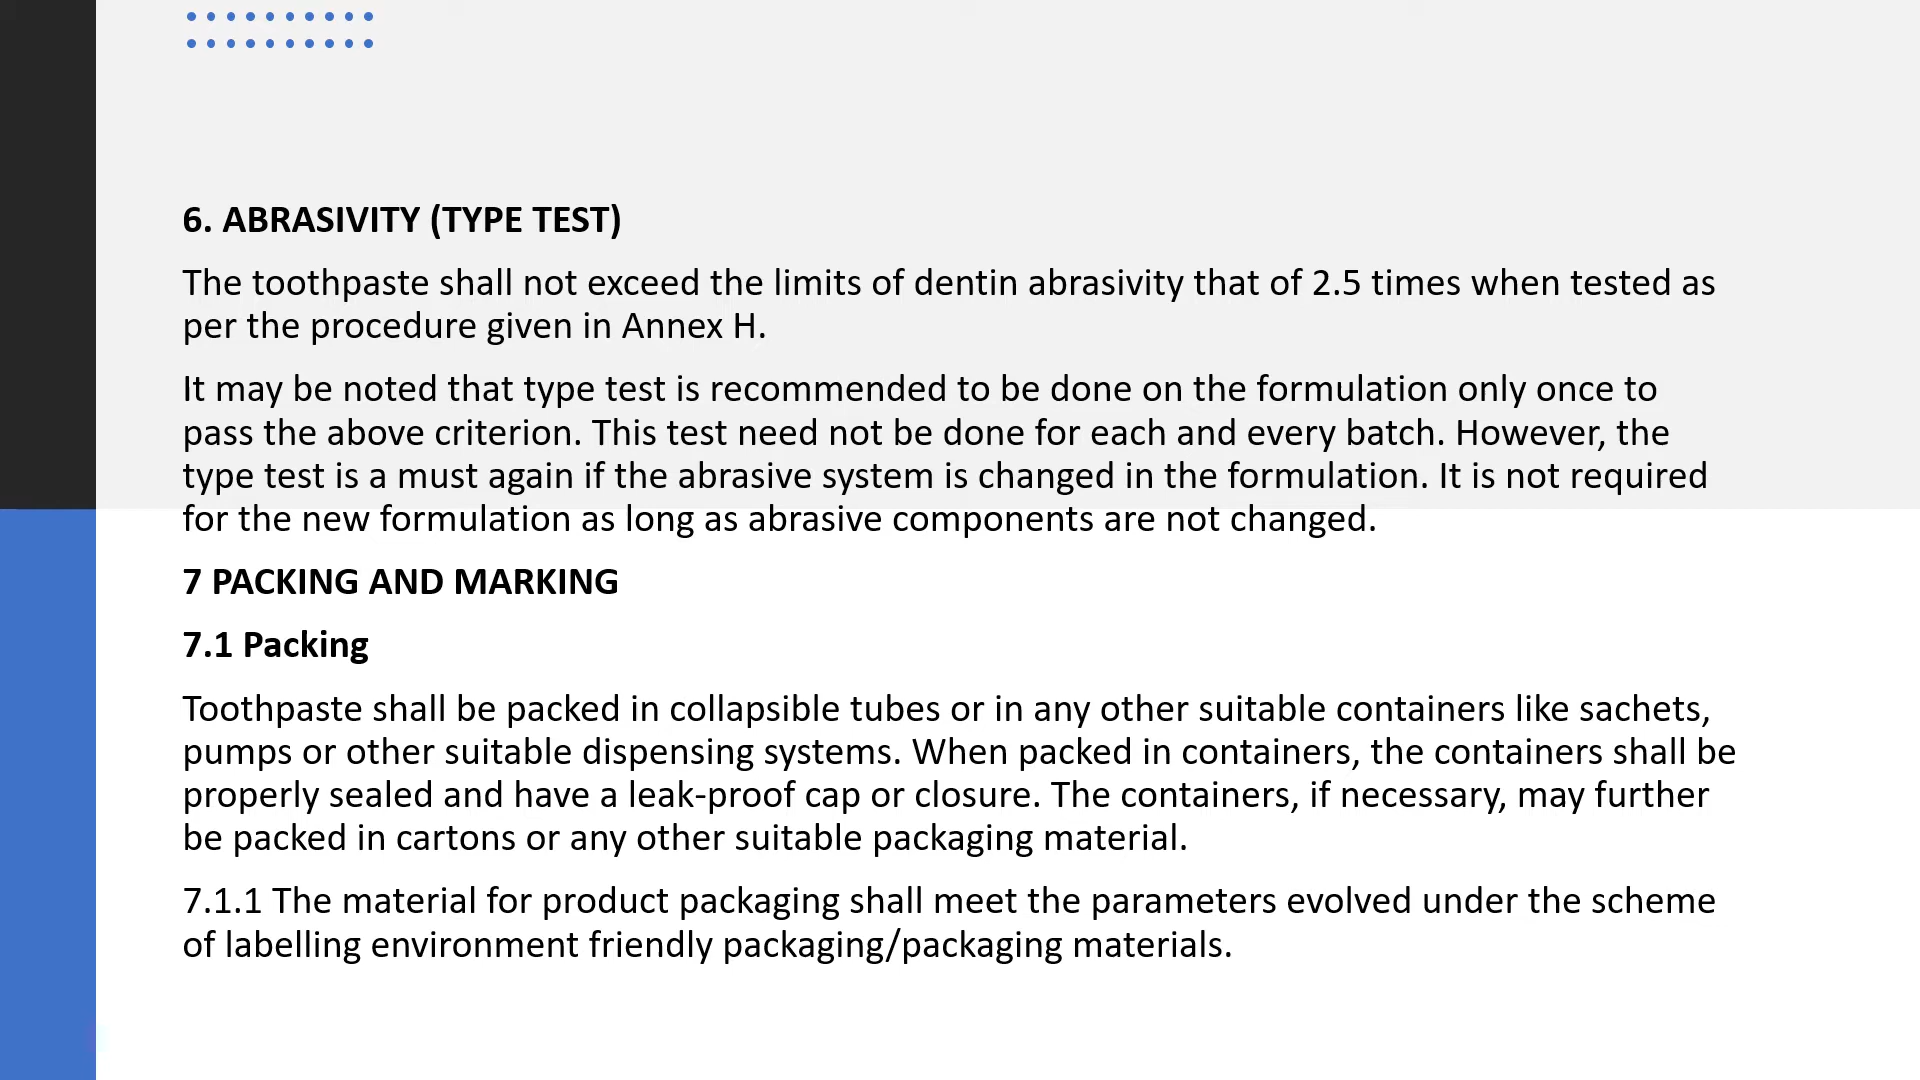 6. ABRASIVITY (TYPE TEST)
The toothpaste shall not exceed the limits of dentin abrasivity that of 2.5 times when tested as
per the procedure given in Annex H.
It may be noted that type test is recommended to be done on the formulation only once to
pass the above criterion. This test need not be done for each and every batch. However, the
type test is a must again if the abrasive system is changed in the formulation. It is not required
for the new formulation as long as abrasive components are not changed.
7 PACKING AND MARKING
7.1 Packing
Toothpaste shall be packed in collapsible tubes or in any other suitable containers like sachets,
pumps or other suitable dispensing systems. When packed in containers, the containers shall be
properly sealed and have a leak-proof cap or closure. The containers, if necessary, may further
be packed in cartons or any other suitable packaging material.
7.1.1 The material for product packaging shall meet the parameters evolved under the scheme
of labelling environment friendly packaging/packaging materials.